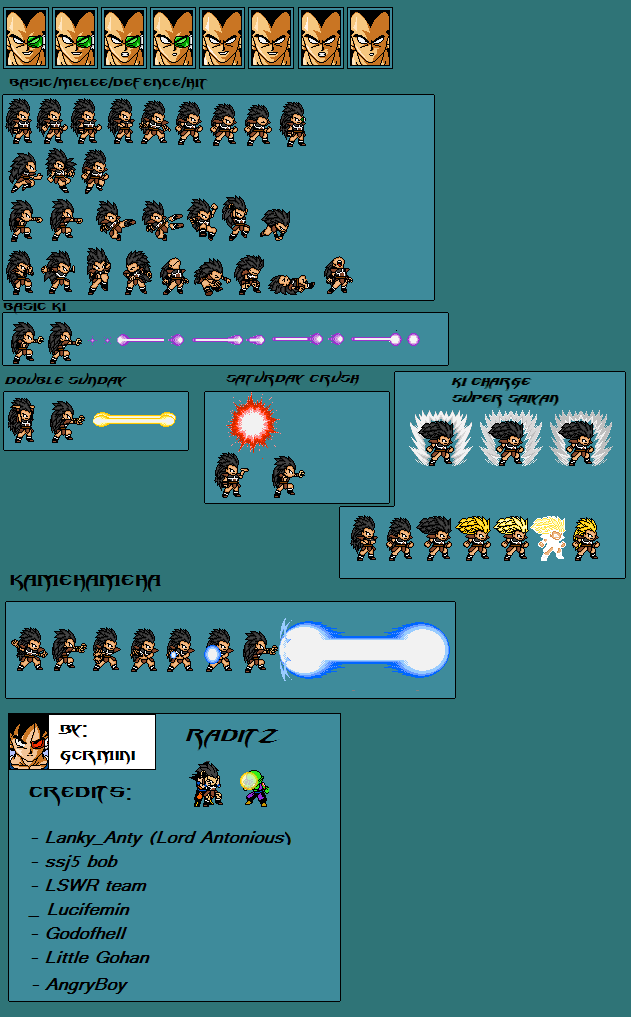 BASIC/MELEE/DEFENCE/HIT
BASIC KI
DOUBLE SUNDAY
SATURDAY CRUSH
KI CHARGE
SUPER SAIYAN
KAMEHAMEHA
BY:
GERMINI
RADITZ
CREDITS:
- Lanky_Anty (Lord Antonious)
- ssj5 bob
- LSWR team
_ Lucifemin
- Godofhell
- Little Gohan
- AngryBoy